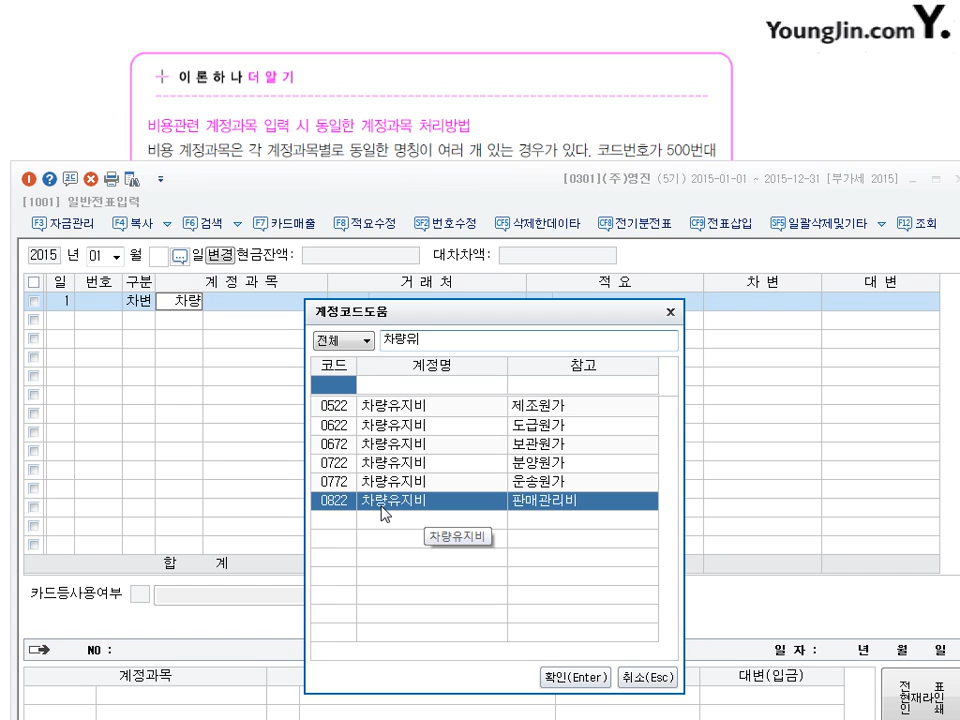 YoungJin.com Y.
이론하나더알기
비용관련 계정과목 입력 시 동일한 계정과목 처리방법
비용 계정과목은 각 계정과목별로 동일한 명칭이 여러 개 있는 경우가 있다. 코드번호가 500번대
[0301](주)영진 (5기) 2015-01-01 ~ 2015-12-31 [부가세 2015]
[1001] 일반전표입력
F3 자금관리 F4 복사 F6 검색 F7 카드매출 F8 적요수정 SF2 번호수정 CF5 삭제한데이타 CF8 전기분전표 CF9 전표삽입 SF5 일괄삭제및기타 F12 조회
2015 년 01 월 일 변경 현금잔액: 대차차액:
일 번호 구분 계정과목 거래처 적요 차변 대변
1 차변 차량
계정코드도움
전체 차량유
코드 계정명 참고
0522 차량유지비 제조원가
0622 차량유지비 도급원가
0672 차량유지비 보관원가
0722 차량유지비 분양원가
0772 차량유지비 운송원가
0822 차량유지비 판매관리비
차량유지비
합 계
카드등사용여부
NO : 일 자 : 년 월 일
확인(Enter) 취소(Esc)
계정과목 대변(입금)
전 표
현재라인
인 쇄